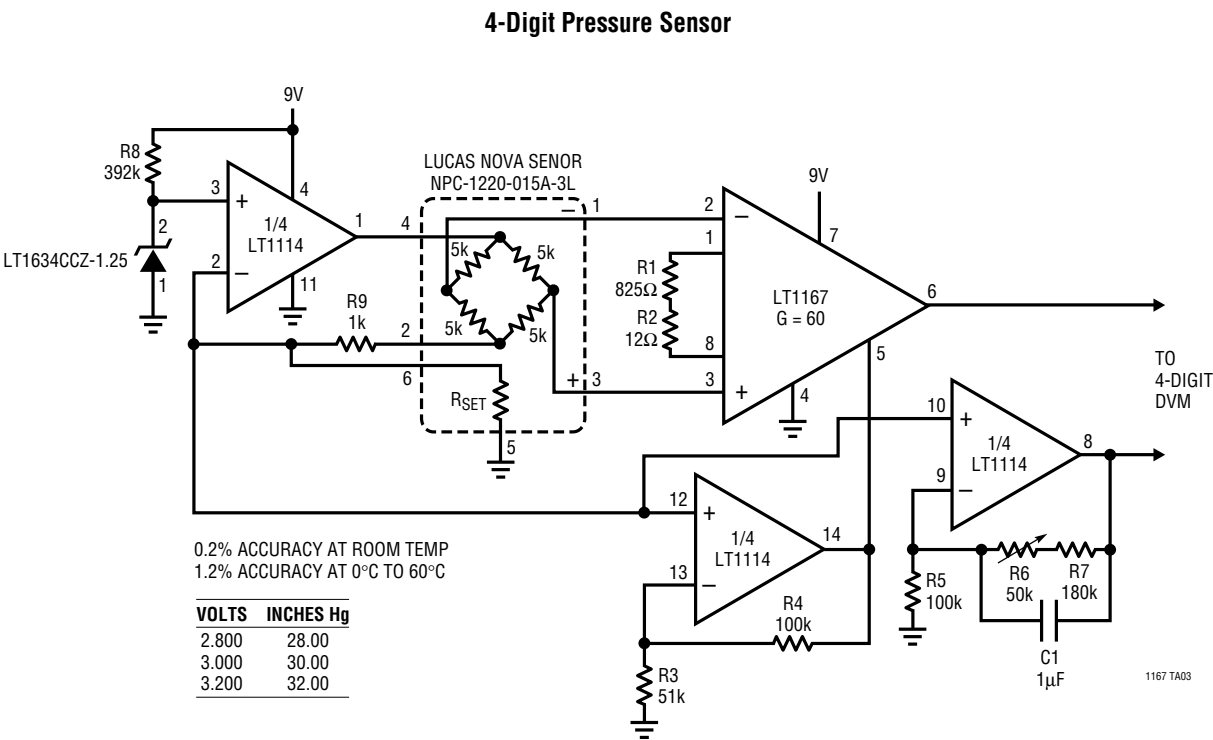 4-Digit Pressure Sensor
9V
R8
392k
3
+
4
1/4
LT1114
1
2
LT1634CCZ-1.25
1
2
–
11
R9
1k
2
4
6
LUCAS NOVA SENOR
NPC-1220-015A-3L
–
1
5k
5k
5k
5k
+
3
RSET
5
9V
2
–
7
1
R1
825Ω
R2
12Ω
8
3
+
LT1167
G = 60
6
5
4
TO
4-DIGIT
DVM
10
+
1/4
LT1114
8
9
–
12
+
1/4
LT1114
14
13
–
R4
100k
R3
51k
R5
100k
R6
50k
R7
180k
C1
1µF
0.2% ACCURACY AT ROOM TEMP
1.2% ACCURACY AT 0°C TO 60°C
VOLTS INCHES Hg
2.800 28.00
3.000 30.00
3.200 32.00
1167 TA03